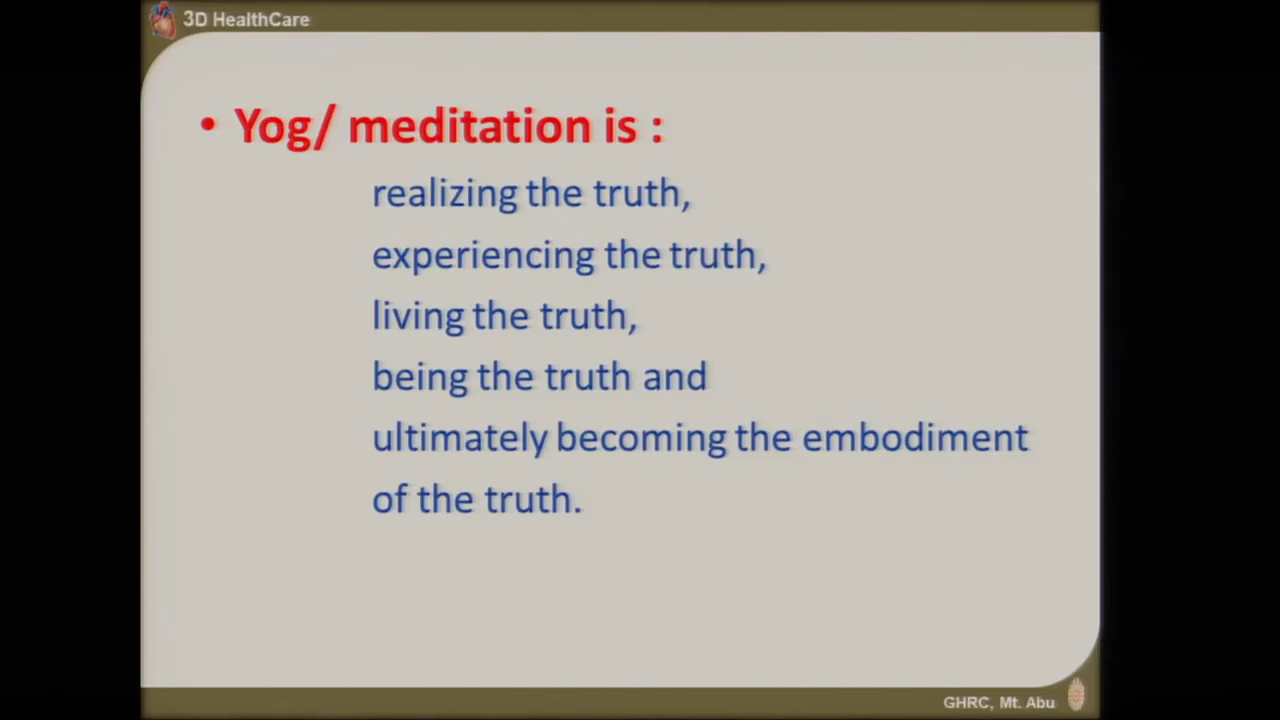 3D HealthCare
• Yog/ meditation is :
realizing the truth,
experiencing the truth,
living the truth,
being the truth and
ultimately becoming the embodiment
of the truth.
GHRC, Mt. Abu